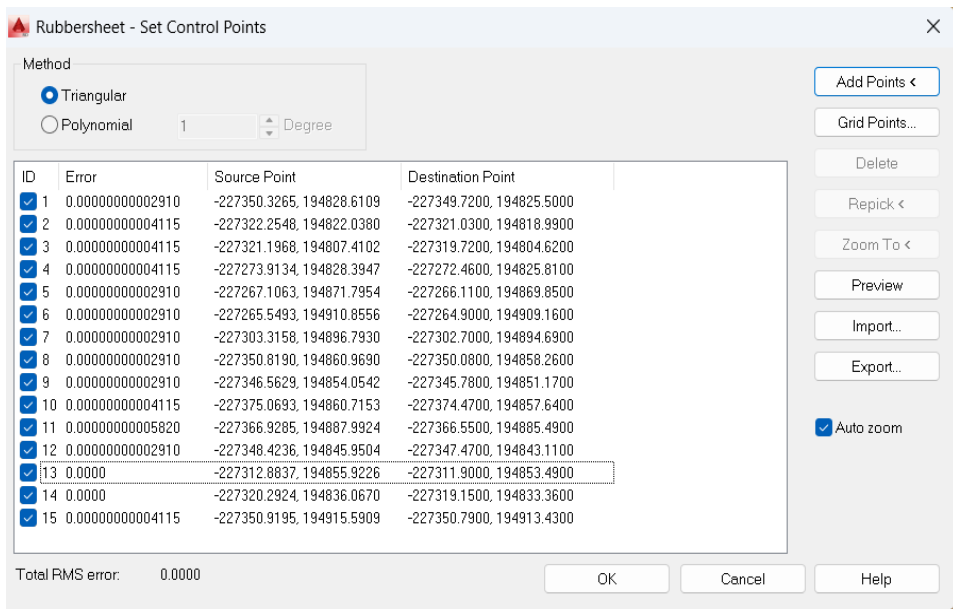 Rubbersheet - Set Control Points
Method
Triangular
Polynomial 1 Degree
Add Points <
Grid Points...
Delete
Repick <
Zoom To <
Preview
Import...
Export...
Auto zoom
ID Error Source Point Destination Point
1 0.00000000002910 -227350.3265, 194828.6109 -227349.7200, 194825.5000
2 0.00000000004115 -227322.2548, 194822.0380 -227321.0300, 194818.9900
3 0.00000000004115 -227321.1968, 194807.4102 -227319.7200, 194804.6200
4 0.00000000004115 -227273.9134, 194828.3947 -227272.4600, 194825.8100
5 0.00000000002910 -227267.1063, 194871.7954 -227266.1100, 194869.8500
6 0.00000000002910 -227265.5493, 194910.8556 -227264.9000, 194909.1600
7 0.00000000002910 -227303.3158, 194896.7930 -227302.7000, 194894.6900
8 0.00000000002910 -227350.8190, 194860.9690 -227350.0800, 194858.2600
9 0.00000000002910 -227346.5629, 194854.0542 -227345.7800, 194851.1700
10 0.00000000004115 -227375.0693, 194860.7153 -227374.4700, 194857.6400
11 0.00000000005820 -227366.9285, 194887.9924 -227366.5500, 194885.4900
12 0.00000000002910 -227348.4236, 194845.9504 -227347.4700, 194843.1100
13 0.0000 -227312.8837, 194855.9226 -227311.9000, 194853.4900
14 0.0000 -227320.2924, 194836.0670 -227319.1500, 194833.3600
15 0.00000000004115 -227350.9195, 194915.5909 -227350.7900, 194913.4300
Total RMS error: 0.0000
OK Cancel Help